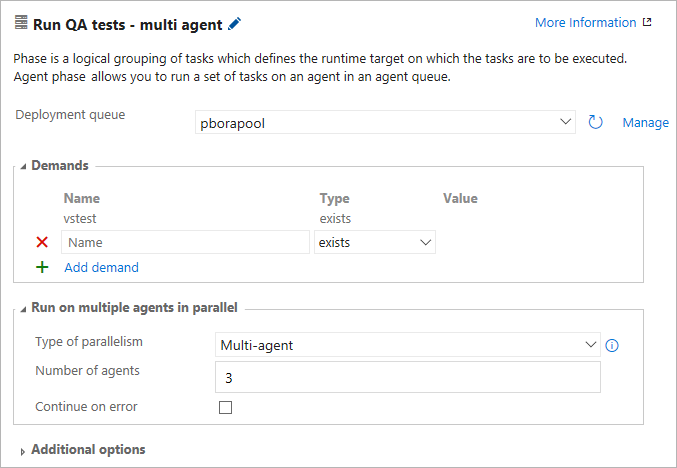 Run QA tests - multi agent
More Information
Phase is a logical grouping of tasks which defines the runtime target on which the tasks are to be executed.
Agent phase allows you to run a set of tasks on an agent in an agent queue.
Deployment queue
pborapool
Manage
Demands
Name Type Value
vstest exists
Name exists
Add demand
Run on multiple agents in parallel
Type of parallelism
Multi-agent
Number of agents
3
Continue on error
Additional options